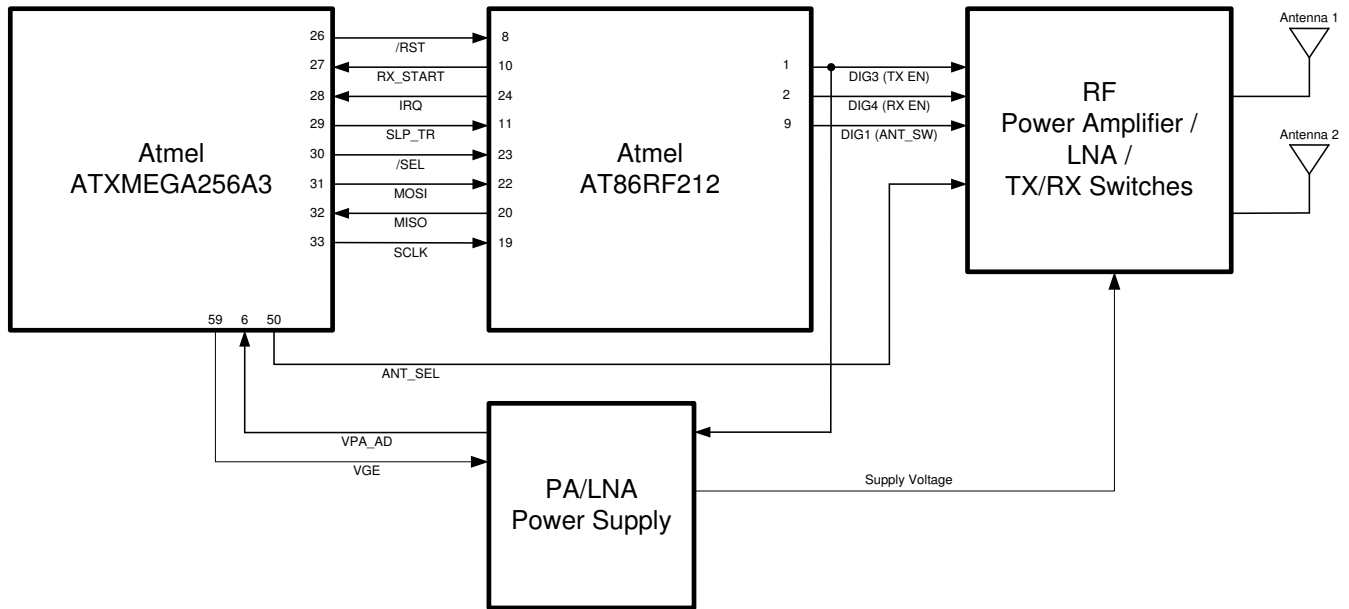 Antenna 1
26
/RST
8
27
RX_START
10
1
DIG3 (TX EN)
28
IRQ
24
2
DIG4 (RX EN)
29
SLP_TR
11
9
DIG1 (ANT_SW)
30
/SEL
23
31
MOSI
22
32
MISO
20
33
SCLK
19
Atmel
ATXMEGA256A3
Atmel
AT86RF212
RF
Power Amplifier /
LNA /
TX/RX Switches
Antenna 2
59
6
50
ANT_SEL
VPA_AD
VGE
PA/LNA
Power Supply
Supply Voltage